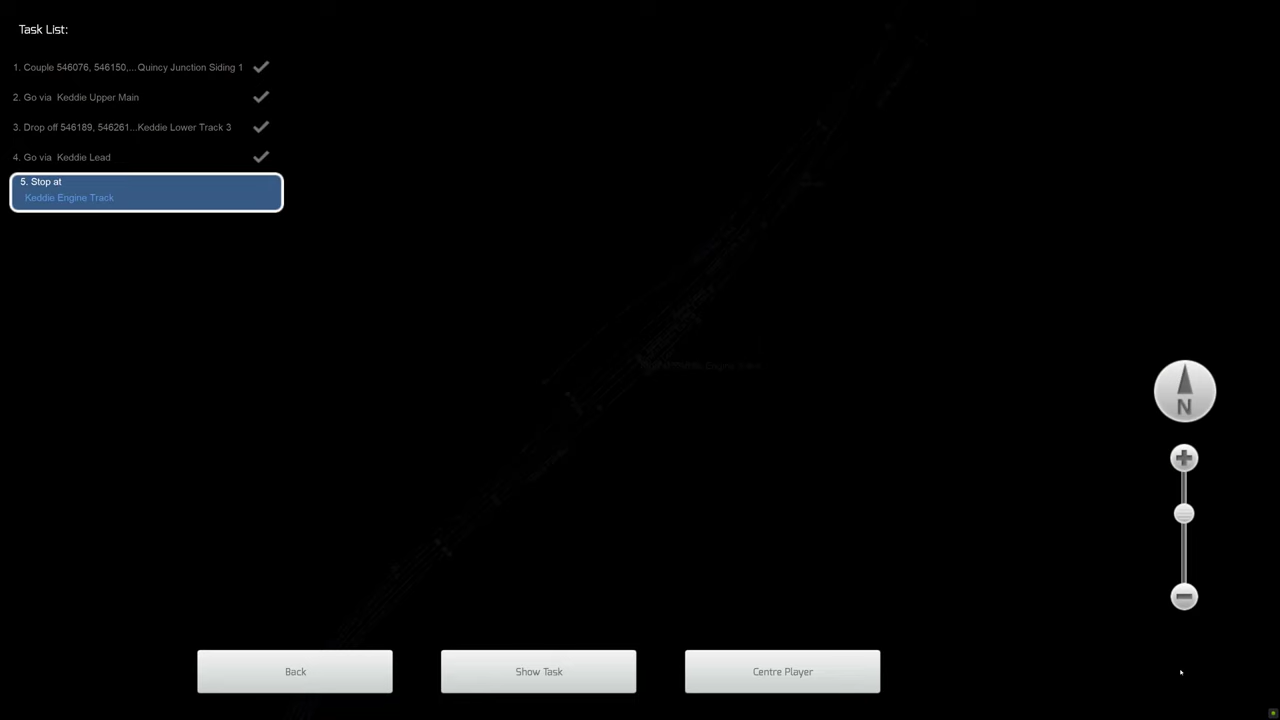 Task List:
1. Couple 546076, 546150,...Quincy Junction Siding 1
2. Go via  Keddie Upper Main
3. Drop off 546189, 546261...Keddie Lower Track 3
4. Go via  Keddie Lead
5. Stop at
Keddie Engine Track
N
Back
Show Task
Centre Player